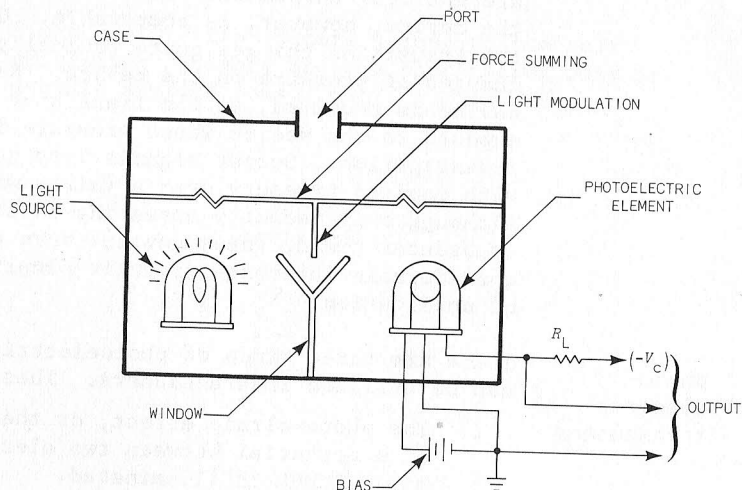 PORT
CASE
FORCE SUMMING
LIGHT MODULATION
LIGHT
SOURCE
PHOTOELECTRIC
ELEMENT
R_L
(-V_C)
OUTPUT
WINDOW
BIAS